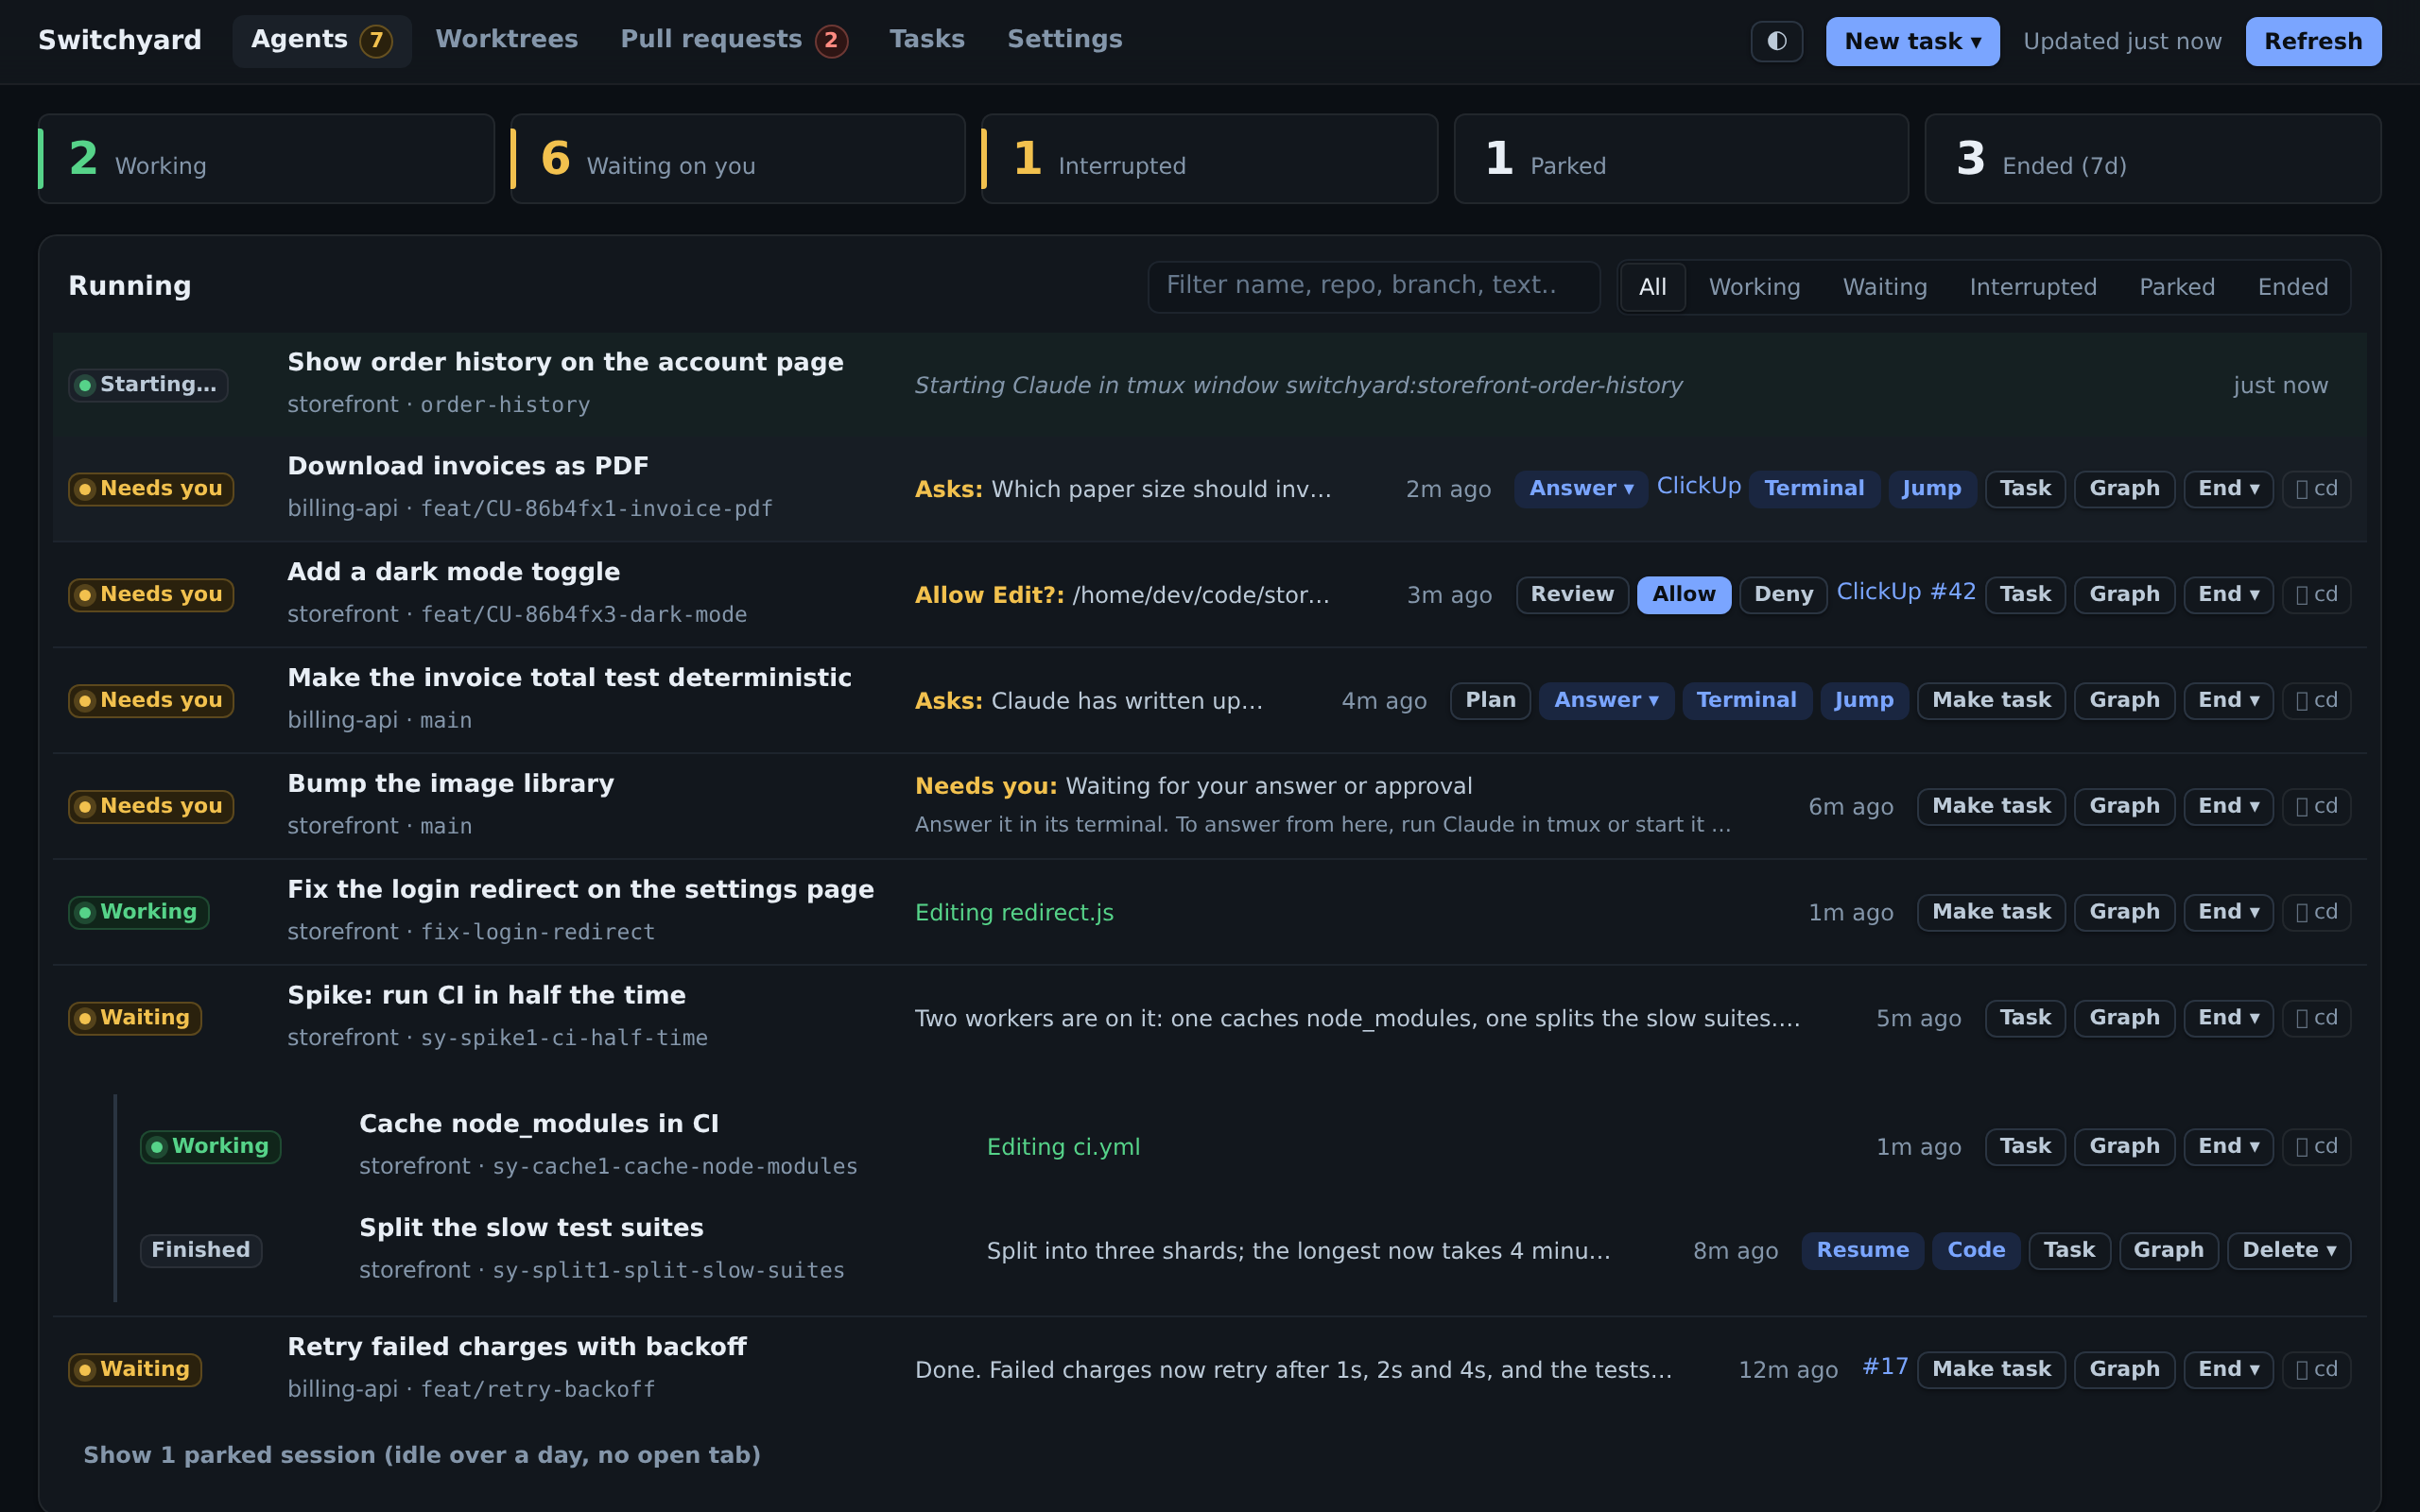 Switchyard Agents 7 Worktrees Pull requests 2 Tasks Settings New task ▾ Updated just now Refresh
2 Working 6 Waiting on you 1 Interrupted 1 Parked 3 Ended (7d)
Running Filter name, repo, branch, text.. All Working Waiting Interrupted Parked Ended
Starting… Show order history on the account page
storefront · order-history
Starting Claude in tmux window switchyard:storefront-order-history just now
Needs you Download invoices as PDF
billing-api · feat/CU-86b4fx1-invoice-pdf
Asks: Which paper size should inv… 2m ago Answer ▾ ClickUp Terminal Jump Task Graph End ▾ cd
Needs you Add a dark mode toggle
storefront · feat/CU-86b4fx3-dark-mode
Allow Edit?: /home/dev/code/stor… 3m ago Review Allow Deny ClickUp #42 Task Graph End ▾ cd
Needs you Make the invoice total test deterministic
billing-api · main
Asks: Claude has written up… 4m ago Plan Answer ▾ Terminal Jump Make task Graph End ▾ cd
Needs you Bump the image library
storefront · main
Needs you: Waiting for your answer or approval
Answer it in its terminal. To answer from here, run Claude in tmux or start it …
6m ago Make task Graph End ▾ cd
Working Fix the login redirect on the settings page
storefront · fix-login-redirect
Editing redirect.js 1m ago Make task Graph End ▾ cd
Waiting Spike: run CI in half the time
storefront · sy-spike1-ci-half-time
Two workers are on it: one caches node_modules, one splits the slow suites.… 5m ago Task Graph End ▾ cd
Working Cache node_modules in CI
storefront · sy-cache1-cache-node-modules
Editing ci.yml 1m ago Task Graph End ▾ cd
Finished Split the slow test suites
storefront · sy-split1-split-slow-suites
Split into three shards; the longest now takes 4 minu… 8m ago Resume Code Task Graph Delete ▾
Waiting Retry failed charges with backoff
billing-api · feat/retry-backoff
Done. Failed charges now retry after 1s, 2s and 4s, and the tests… 12m ago #17 Make task Graph End ▾ cd
Show 1 parked session (idle over a day, no open tab)